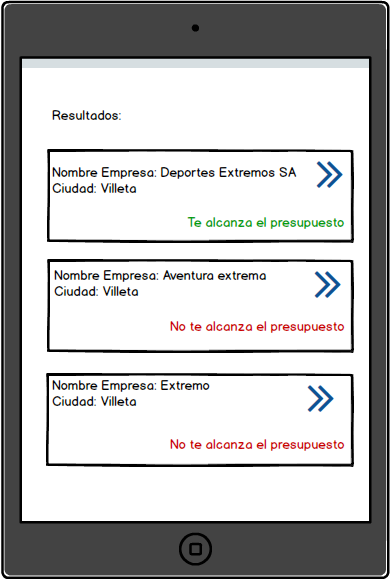 Resultados:
Nombre Empresa: Deportes Extremos SA
Ciudad: Villeta
Te alcanza el presupuesto
Nombre Empresa: Aventura extrema
Ciudad: Villeta
No te alcanza el presupuesto
Nombre Empresa: Extremo
Ciudad: Villeta
No te alcanza el presupuesto